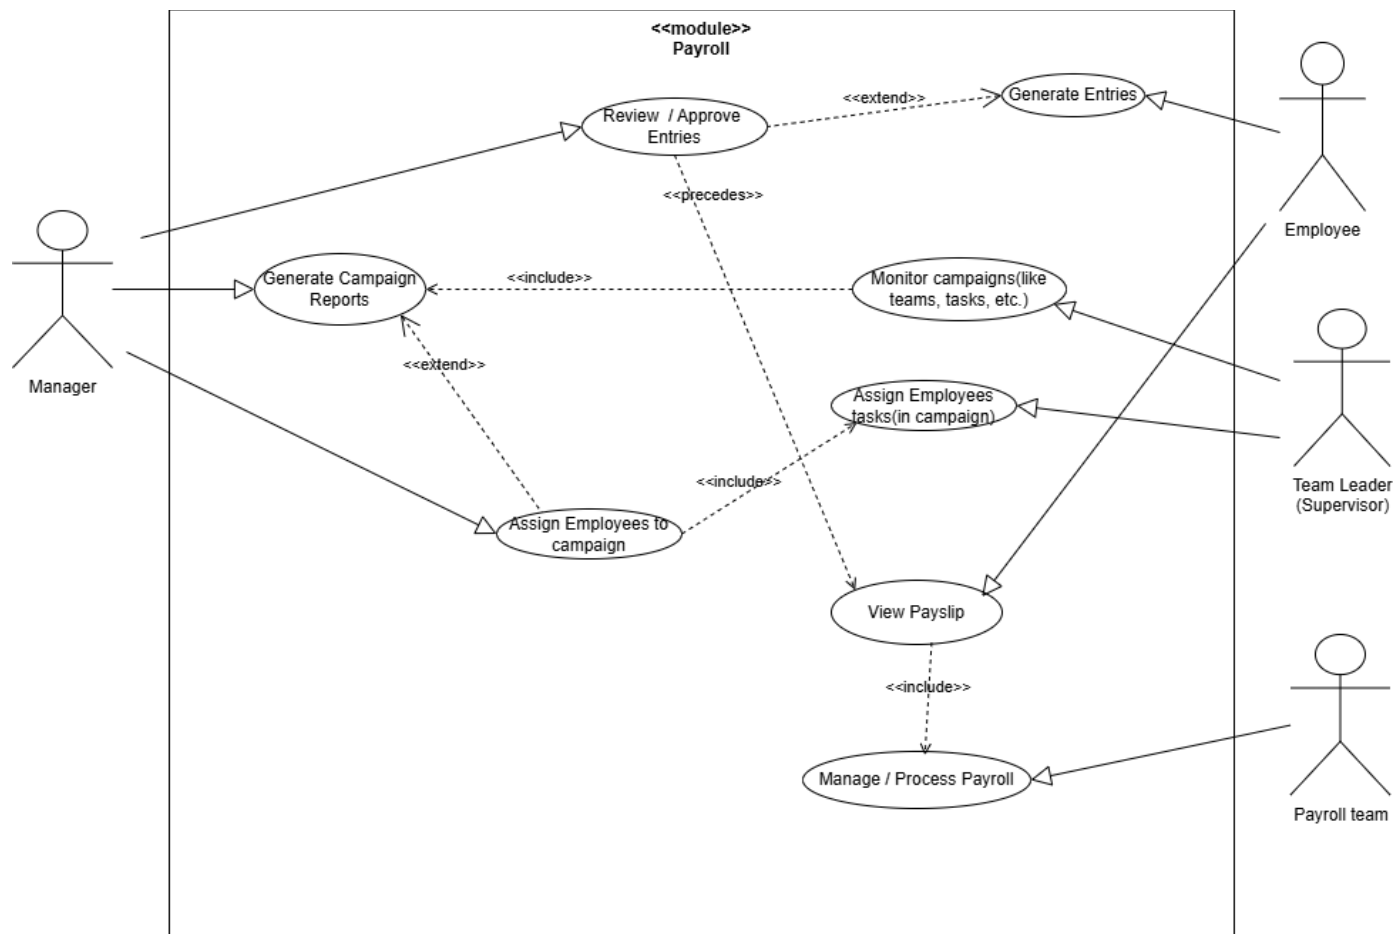 <<module>>
Payroll
Generate Entries
<<extend>>
Review / Approve
Entries
<<precedes>>
Employee
Generate Campaign
Reports
<<include>>
Monitor campaigns(like
teams, tasks, etc.)
<<extend>>
Manager
Assign Employees
tasks(in campaign)
<<include>>
Team Leader
(Supervisor)
Assign Employees to
campaign
View Payslip
<<include>>
Manage / Process Payroll
Payroll team